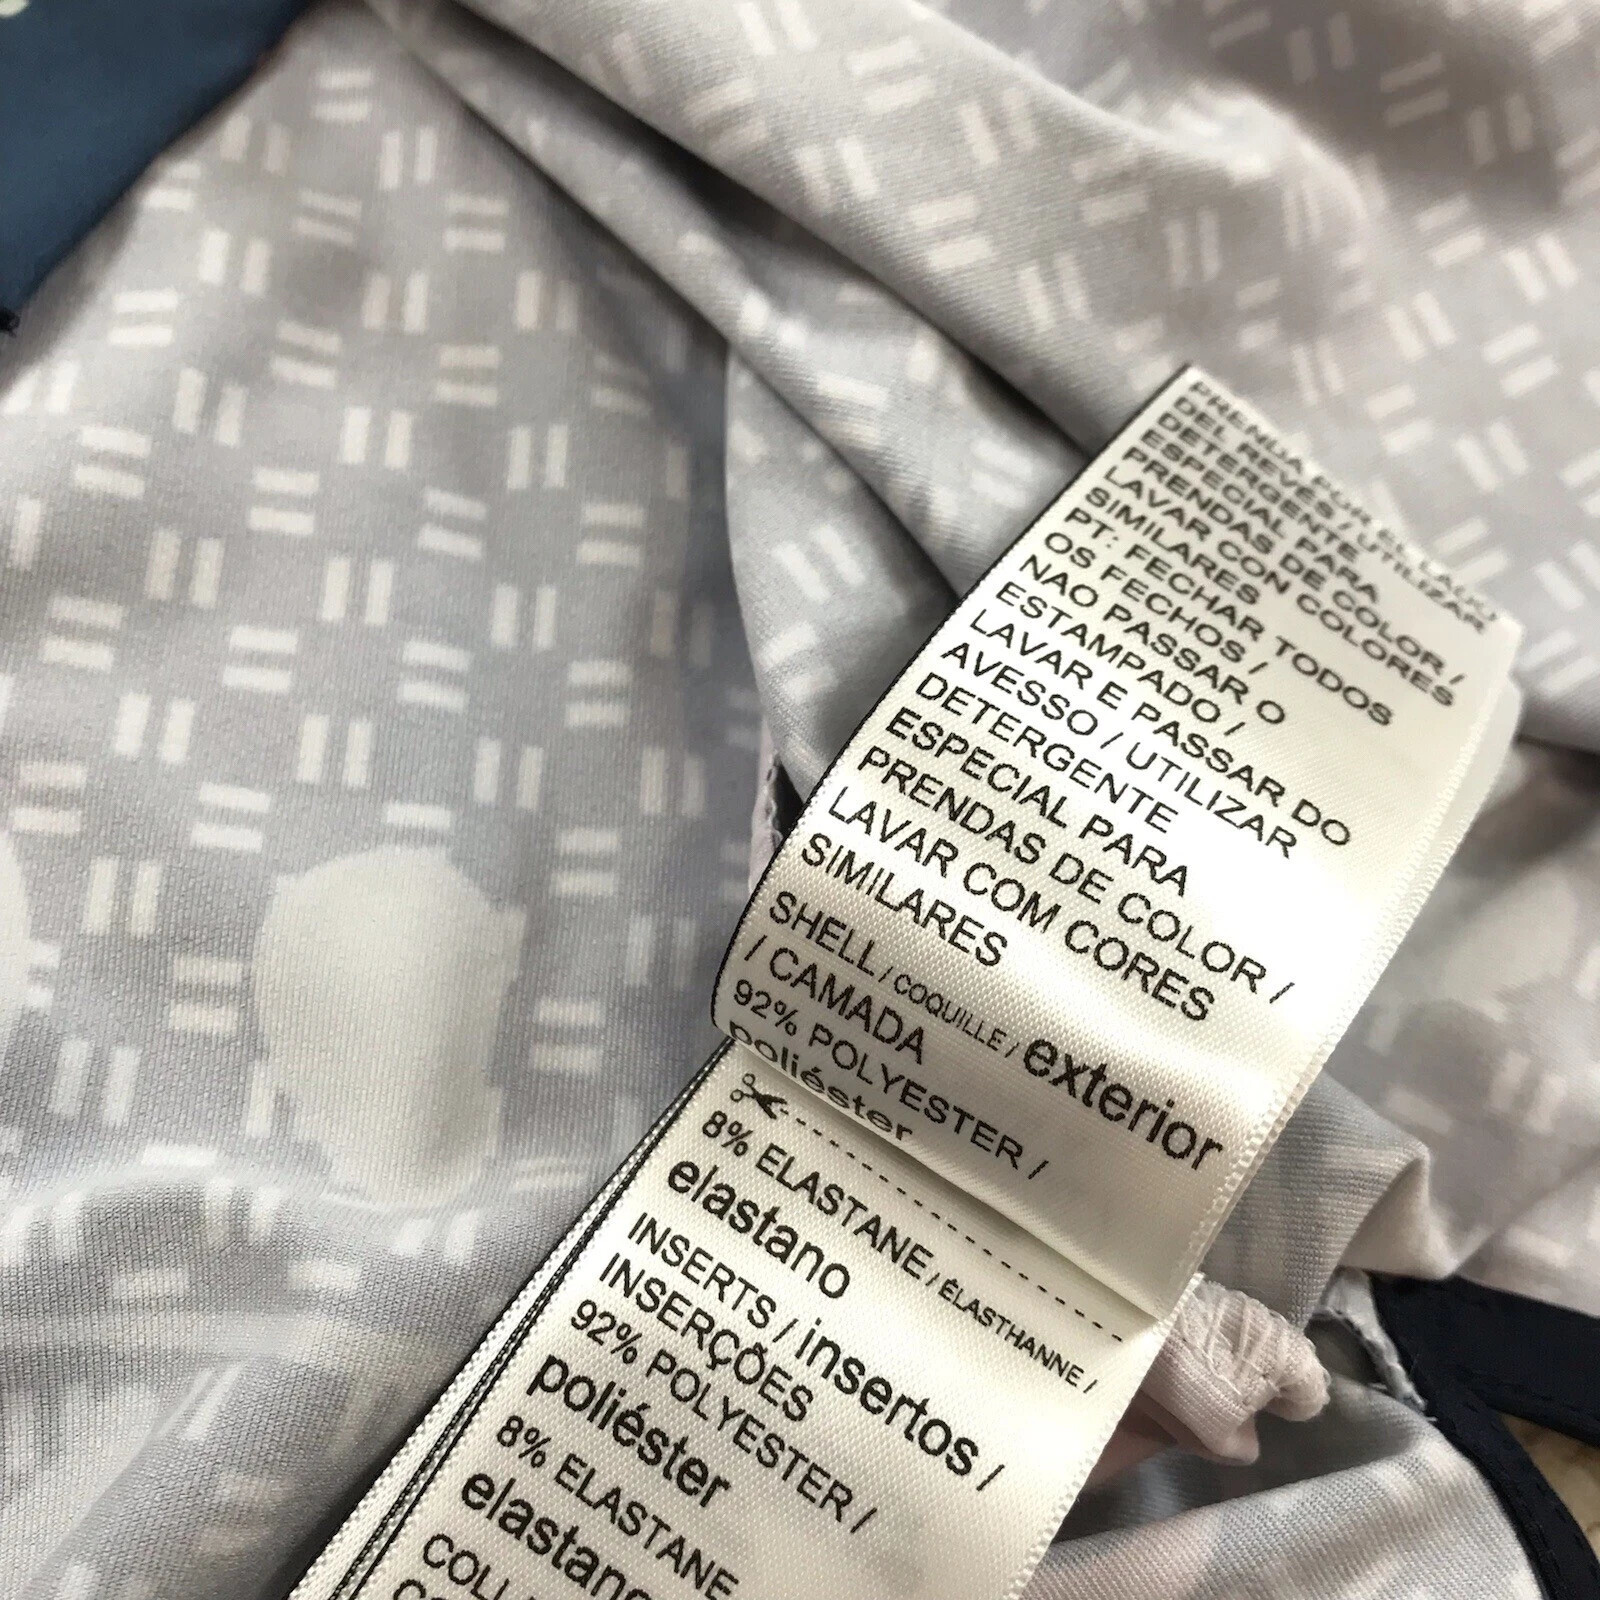 PRENDA POR EL LADO
DEL REVÉS / UTILIZAR
DETERGENTE
ESPECIAL PARA
PRENDAS DE COLOR /
LAVAR CON COLORES
SIMILARES
PT: FECHAR TODOS
OS FECHOS /
NAO PASSAR O
ESTAMPADO /
LAVAR E PASSAR DO
AVESSO / UTILIZAR
DETERGENTE
ESPECIAL PARA
PRENDAS DE COLOR /
LAVAR COM CORES
SIMILARES
SHELL / COQUILLE / exterior
/ CAMADA
92% POLYESTER /
poliéster
8% ELASTANE / ÉLASTHANNE /
elastano
INSERTS / insertos /
INSERÇÕES
92% POLYESTER /
poliéster
8% ELASTANE
elastano